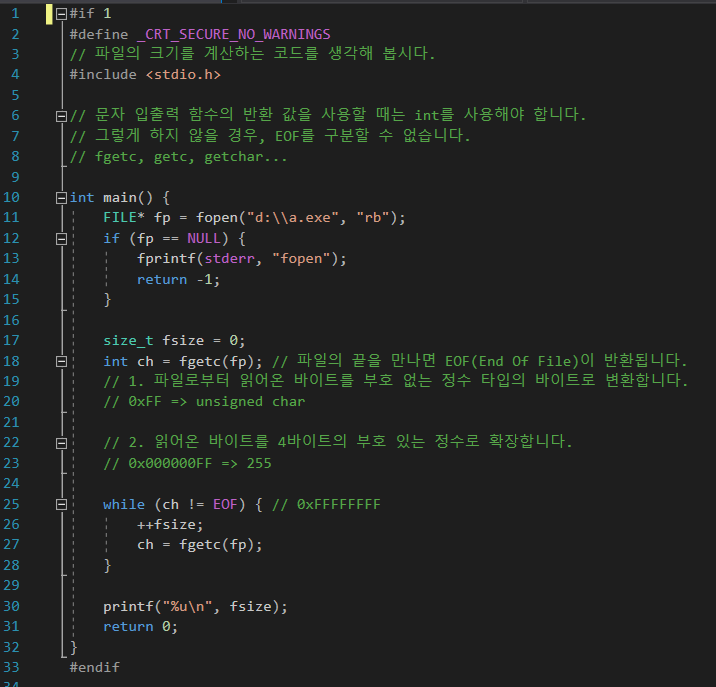 1 #if 1
2 #define _CRT_SECURE_NO_WARNINGS
3 // 파일의 크기를 계산하는 코드를 생각해 봅시다.
4 #include <stdio.h>
5
6 // 문자 입출력 함수의 반환 값을 사용할 때는 int를 사용해야 합니다.
7 // 그렇게 하지 않을 경우, EOF를 구분할 수 없습니다.
8 // fgetc, getc, getchar...
9
10 int main() {
11 FILE* fp = fopen("d:\\a.exe", "rb");
12 if (fp == NULL) {
13 fprintf(stderr, "fopen");
14 return -1;
15 }
16
17 size_t fsize = 0;
18 int ch = fgetc(fp); // 파일의 끝을 만나면 EOF(End Of File)이 반환됩니다.
19 // 1. 파일로부터 읽어온 바이트를 부호 없는 정수 타입의 바이트로 변환합니다.
20 // 0xFF => unsigned char
21
22 // 2. 읽어온 바이트를 4바이트의 부호 있는 정수로 확장합니다.
23 // 0x000000FF => 255
24
25 while (ch != EOF) { // 0xFFFFFFFF
26 ++fsize;
27 ch = fgetc(fp);
28 }
29
30 printf("%u\n", fsize);
31 return 0;
32 }
33 #endif
34